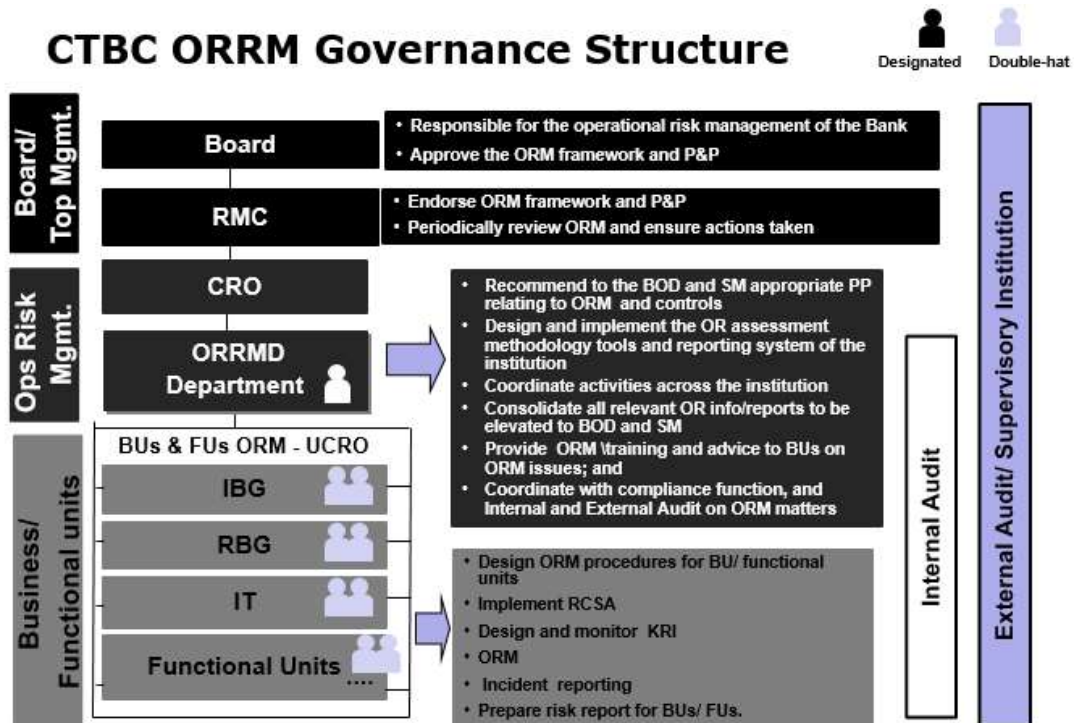 CTBC ORRM Governance Structure
Designated
Double-hat
Board/
Top Mgmt.
Board
• Responsible for the operational risk management of the Bank
• Approve the ORM framework and P&P
RMC
• Endorse ORM framework and P&P
• Periodically review ORM and ensure actions taken
Ops Risk
Mgmt.
CRO
ORRMD
Department
• Recommend to the BOD and SM appropriate PP
relating to ORM and controls
• Design and implement the OR assessment
methodology tools and reporting system of the
institution
• Coordinate activities across the institution
• Consolidate all relevant OR info/reports to be
elevated to BOD and SM
• Provide ORM \training and advice to BUs on
ORM issues; and
• Coordinate with compliance function, and
Internal and External Audit on ORM matters
Business/
Functional units
BUs & FUs ORM - UCRO
IBG
RBG
IT
Functional Units
....
• Design ORM procedures for BU/ functional
units
• Implement RCSA
• Design and monitor KRI
• ORM
• Incident reporting
• Prepare risk report for BUs/ FUs.
Internal Audit
External Audit/ Supervisory Institution